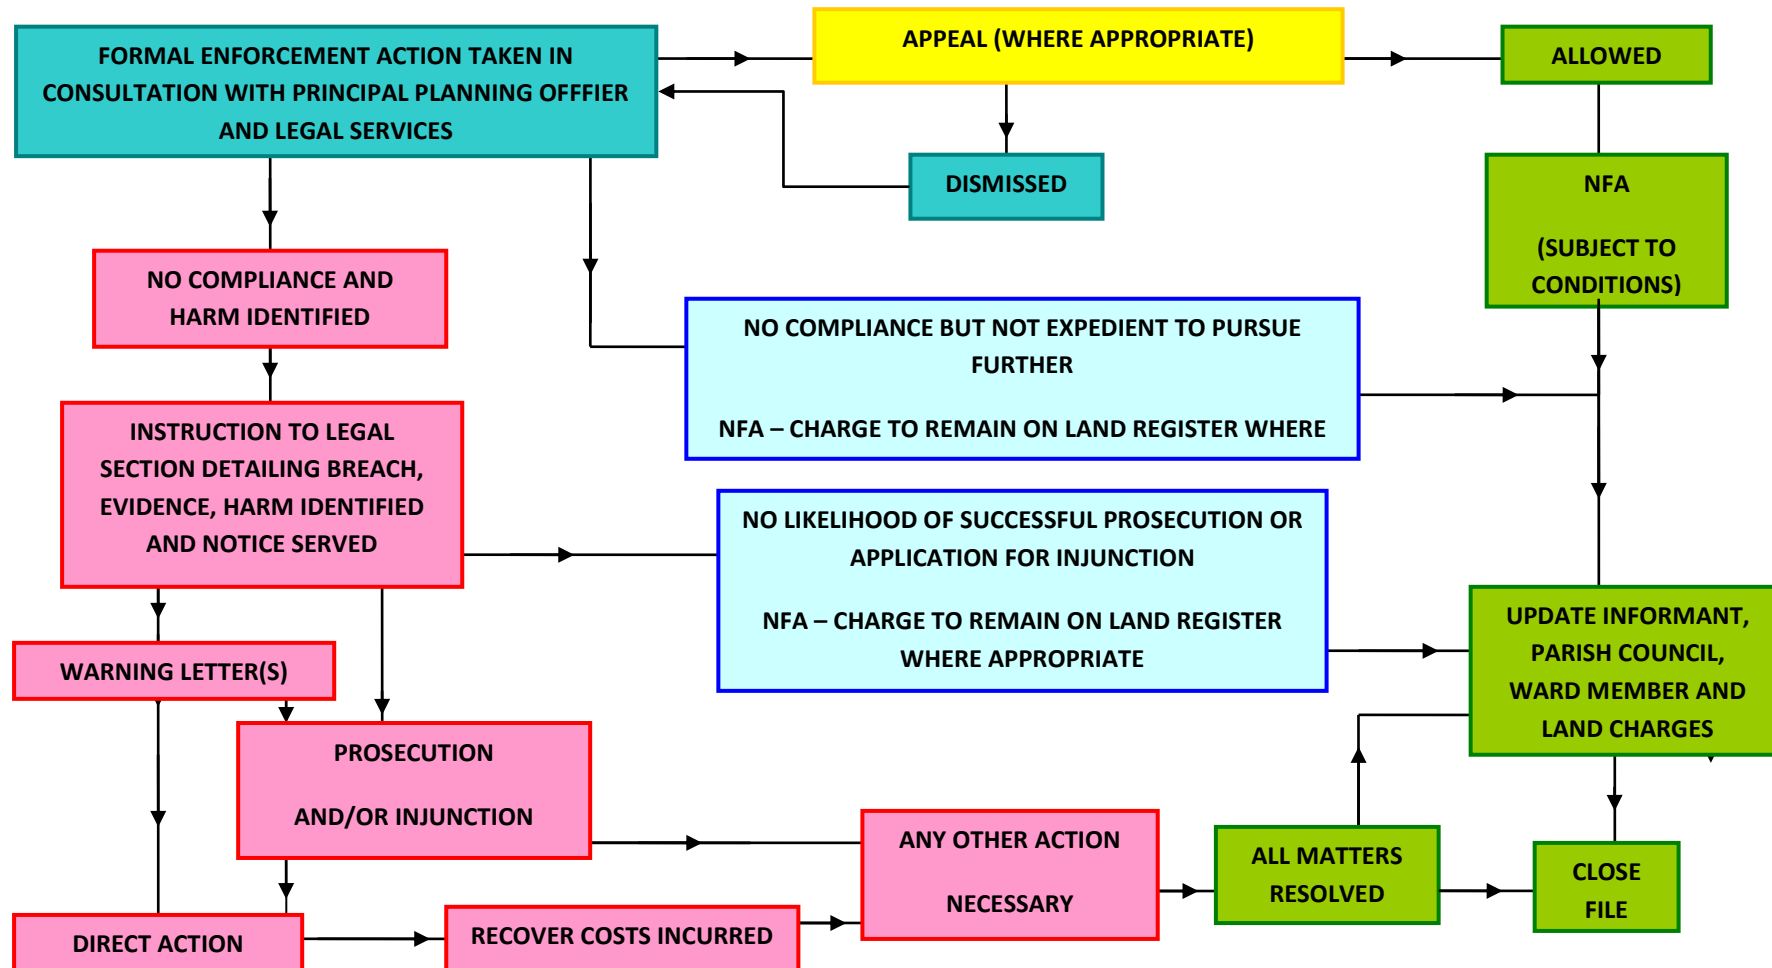 FORMAL ENFORCEMENT ACTION TAKEN IN
CONSULTATION WITH PRINCIPAL PLANNING OFFFIER
AND LEGAL SERVICES
APPEAL (WHERE APPROPRIATE)
ALLOWED
DISMISSED
NFA
(SUBJECT TO
CONDITIONS)
NO COMPLIANCE AND
HARM IDENTIFIED
NO COMPLIANCE BUT NOT EXPEDIENT TO PURSUE
FURTHER
NFA – CHARGE TO REMAIN ON LAND REGISTER WHERE
INSTRUCTION TO LEGAL
SECTION DETAILING BREACH,
EVIDENCE, HARM IDENTIFIED
AND NOTICE SERVED
NO LIKELIHOOD OF SUCCESSFUL PROSECUTION OR
APPLICATION FOR INJUNCTION
NFA – CHARGE TO REMAIN ON LAND REGISTER
WHERE APPROPRIATE
UPDATE INFORMANT,
PARISH COUNCIL,
WARD MEMBER AND
LAND CHARGES
WARNING LETTER(S)
PROSECUTION
AND/OR INJUNCTION
ANY OTHER ACTION
NECESSARY
ALL MATTERS
RESOLVED
CLOSE
FILE
DIRECT ACTION
RECOVER COSTS INCURRED